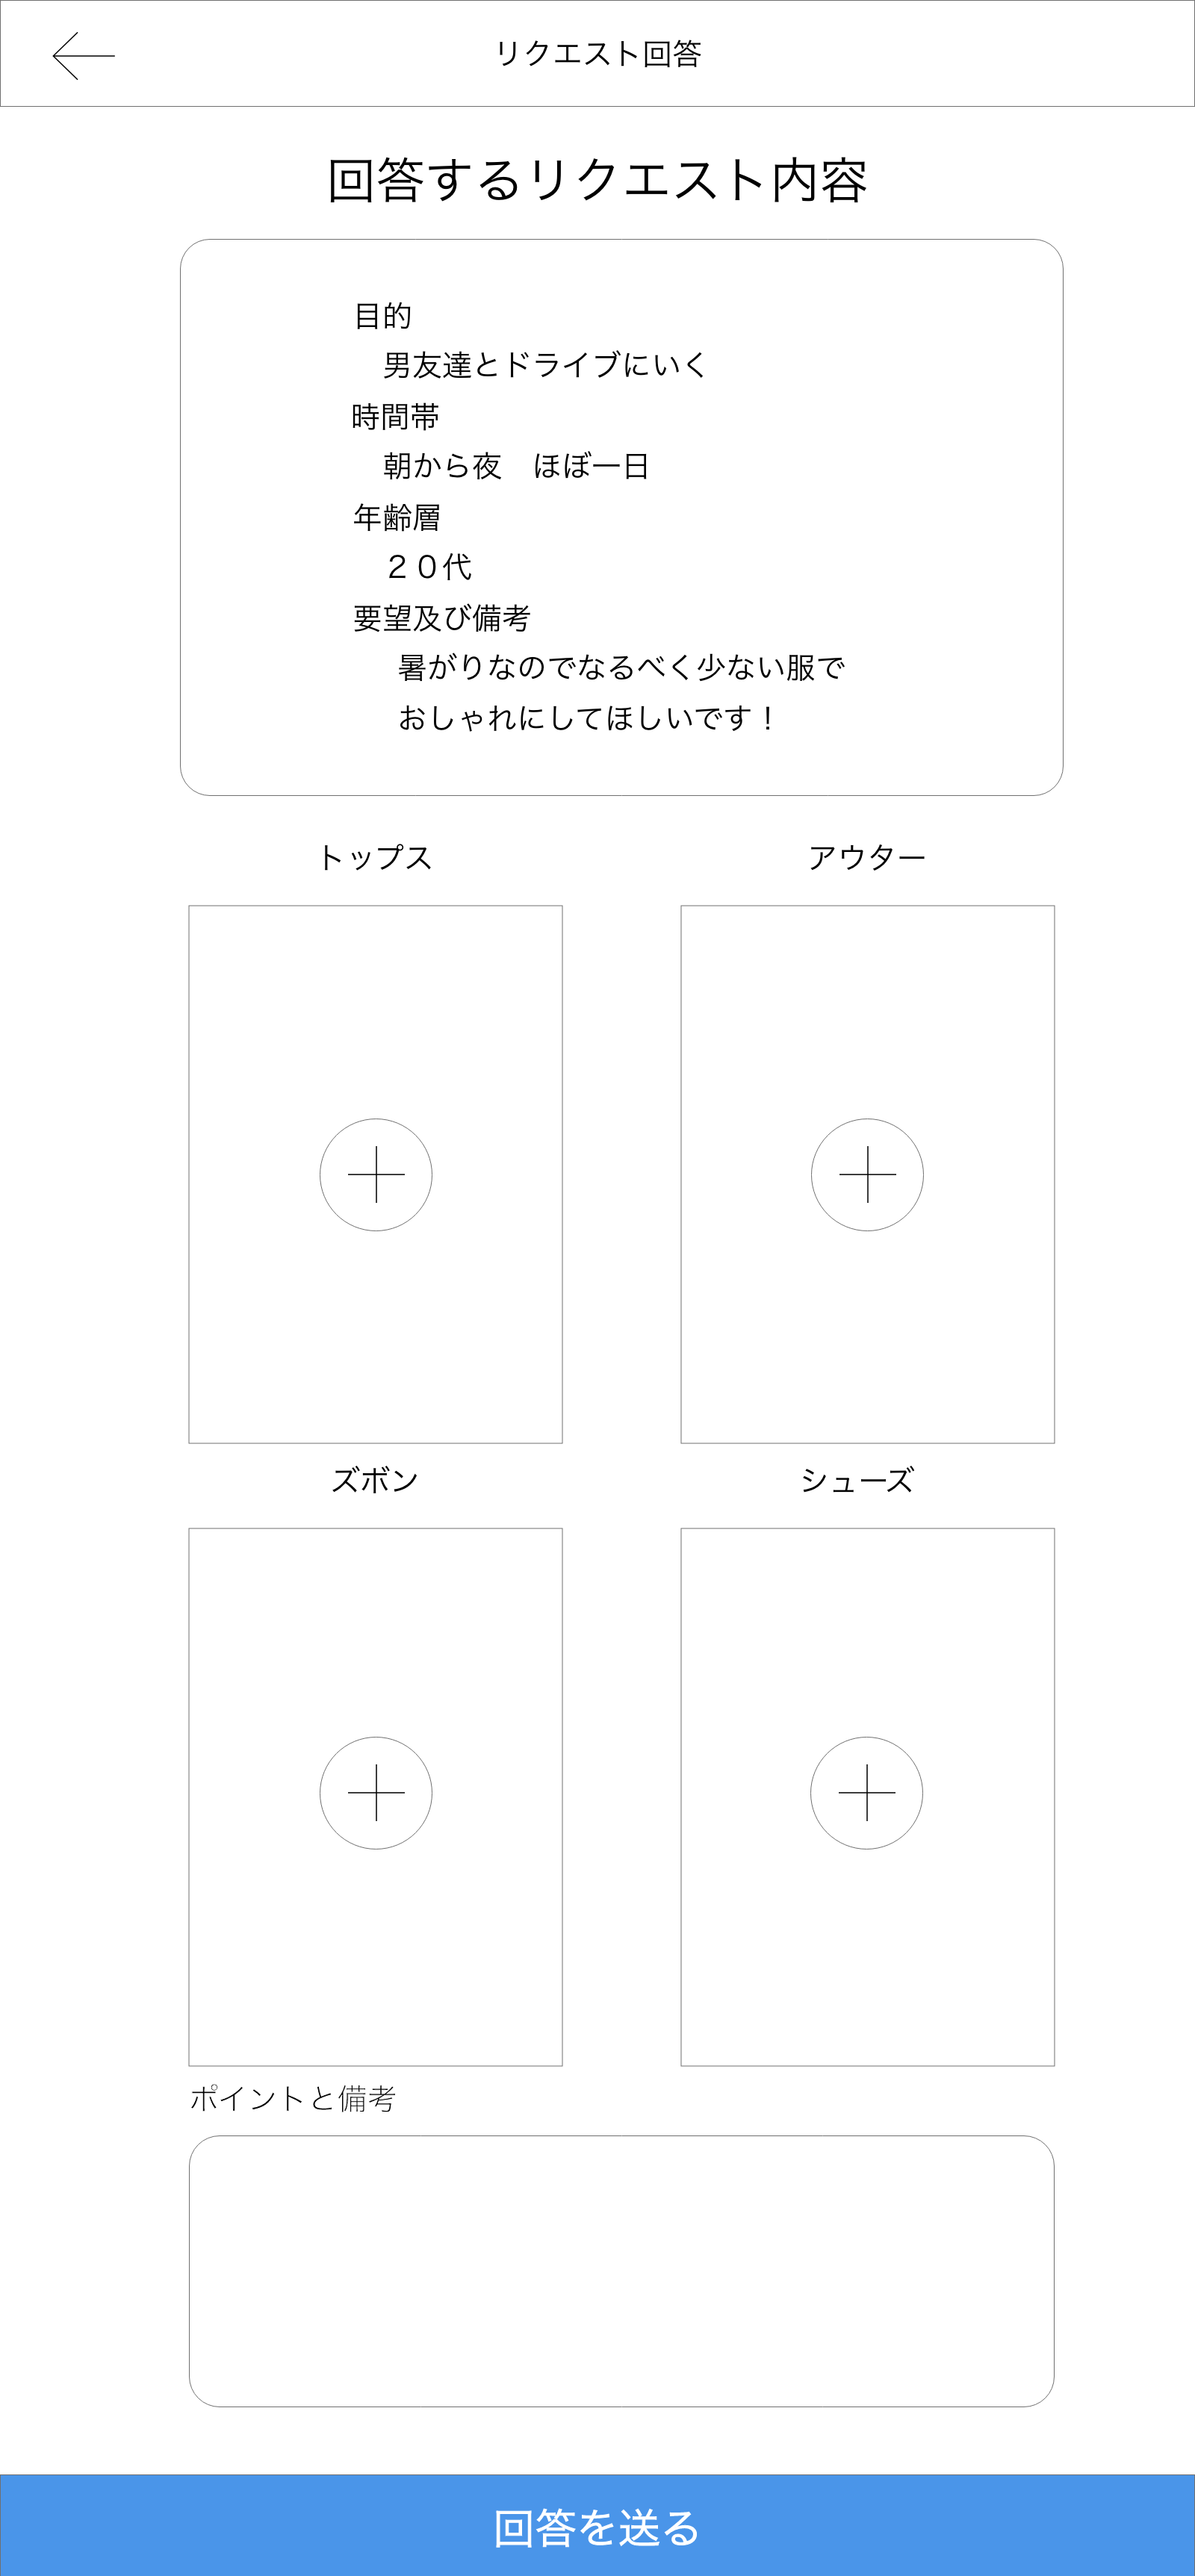 リクエスト回答
回答するリクエスト内容
目的
男友達とドライブにいく
時間帯
朝から夜　ほぼ一日
年齢層
２０代
要望及び備考
暑がりなのでなるべく少ない服で
おしゃれにしてほしいです！
トップス
アウター
ズボン
シューズ
ポイントと備考
回答を送る